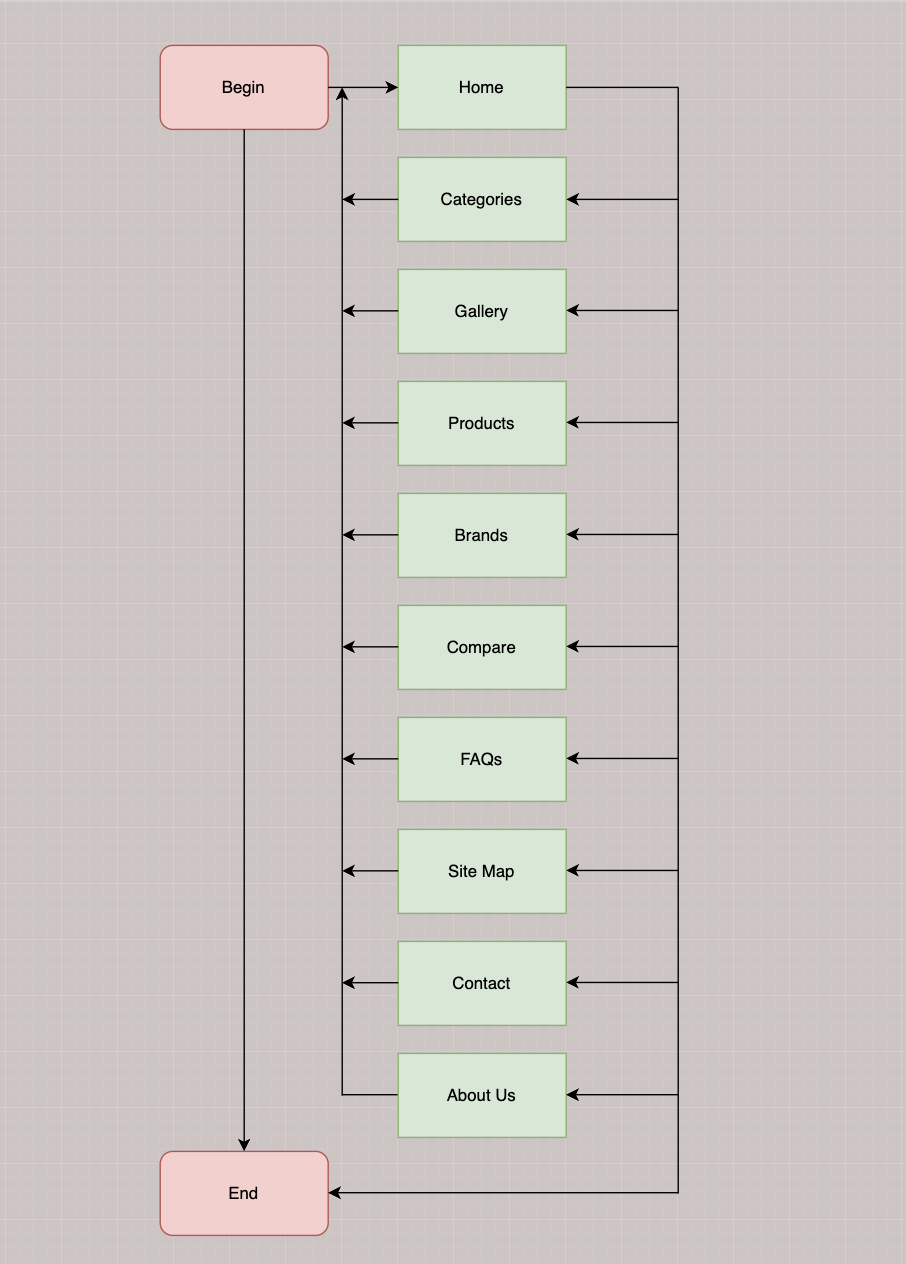 Begin
Home
Categories
Gallery
Products
Brands
Compare
FAQs
Site Map
Contact
About Us
End